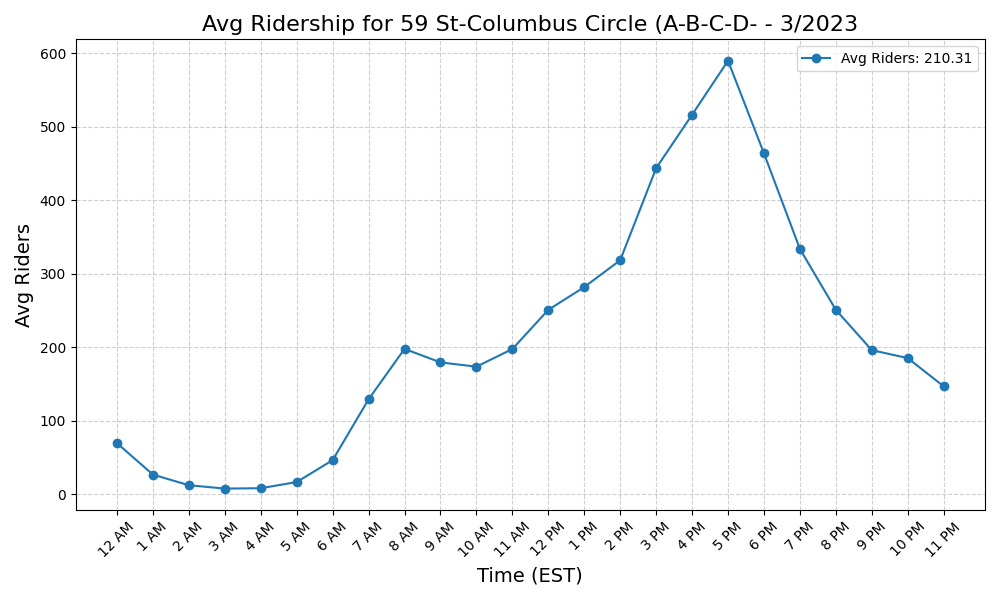 Avg Ridership for 59 St-Columbus Circle (A-B-C-D- - 3/2023
Avg Riders: 210.31
Avg Riders
600
500
400
300
200
100
0
12 AM
1 AM
2 AM
3 AM
4 AM
5 AM
6 AM
7 AM
8 AM
9 AM
10 AM
11 AM
12 PM
1 PM
2 PM
3 PM
4 PM
5 PM
6 PM
7 PM
8 PM
9 PM
10 PM
11 PM
Time (EST)